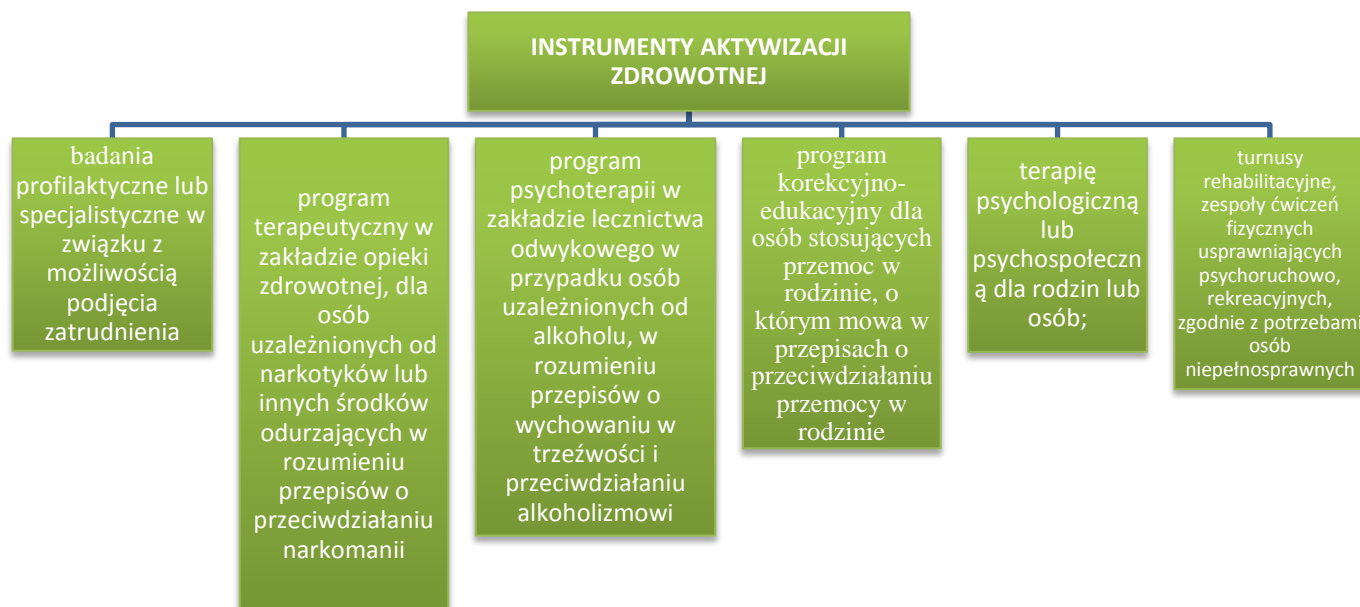 INSTRUMENTY AKTYWIZACJI
ZDROWOTNEJ
badania
profilaktyczne lub
specjalistyczne w
związku z
możliwością
podjęcia
zatrudnienia
program
terapeutyczny w
zakładzie opieki
zdrowotnej, dla
osób
uzależnionych od
narkotyków lub
innych środków
odurzających w
rozumieniu
przepisów o
przeciwdziałaniu
narkomanii
program
psychoterapii w
zakładzie lecznictwa
odwykowego w
przypadku osób
uzależnionych od
alkoholu, w
rozumieniu
przepisów o
wychowaniu w
trzeźwości i
przeciwdziałaniu
alkoholizmowi
program
korekcyjno-
edukacyjny dla
osób stosujących
przemoc w
rodzinie, o
którym mowa w
przepisach o
przeciwdziałaniu
przemocy w
rodzinie
terapię
psychologiczną
lub
psychospołeczn
ą dla rodzin lub
osób;
turnusy
rehabilitacyjne,
zespoły ćwiczeń
fizycznych
usprawniających
psychoruchowo,
rekreacyjnych,
zgodnie z potrzebami
osób
niepełnosprawnych